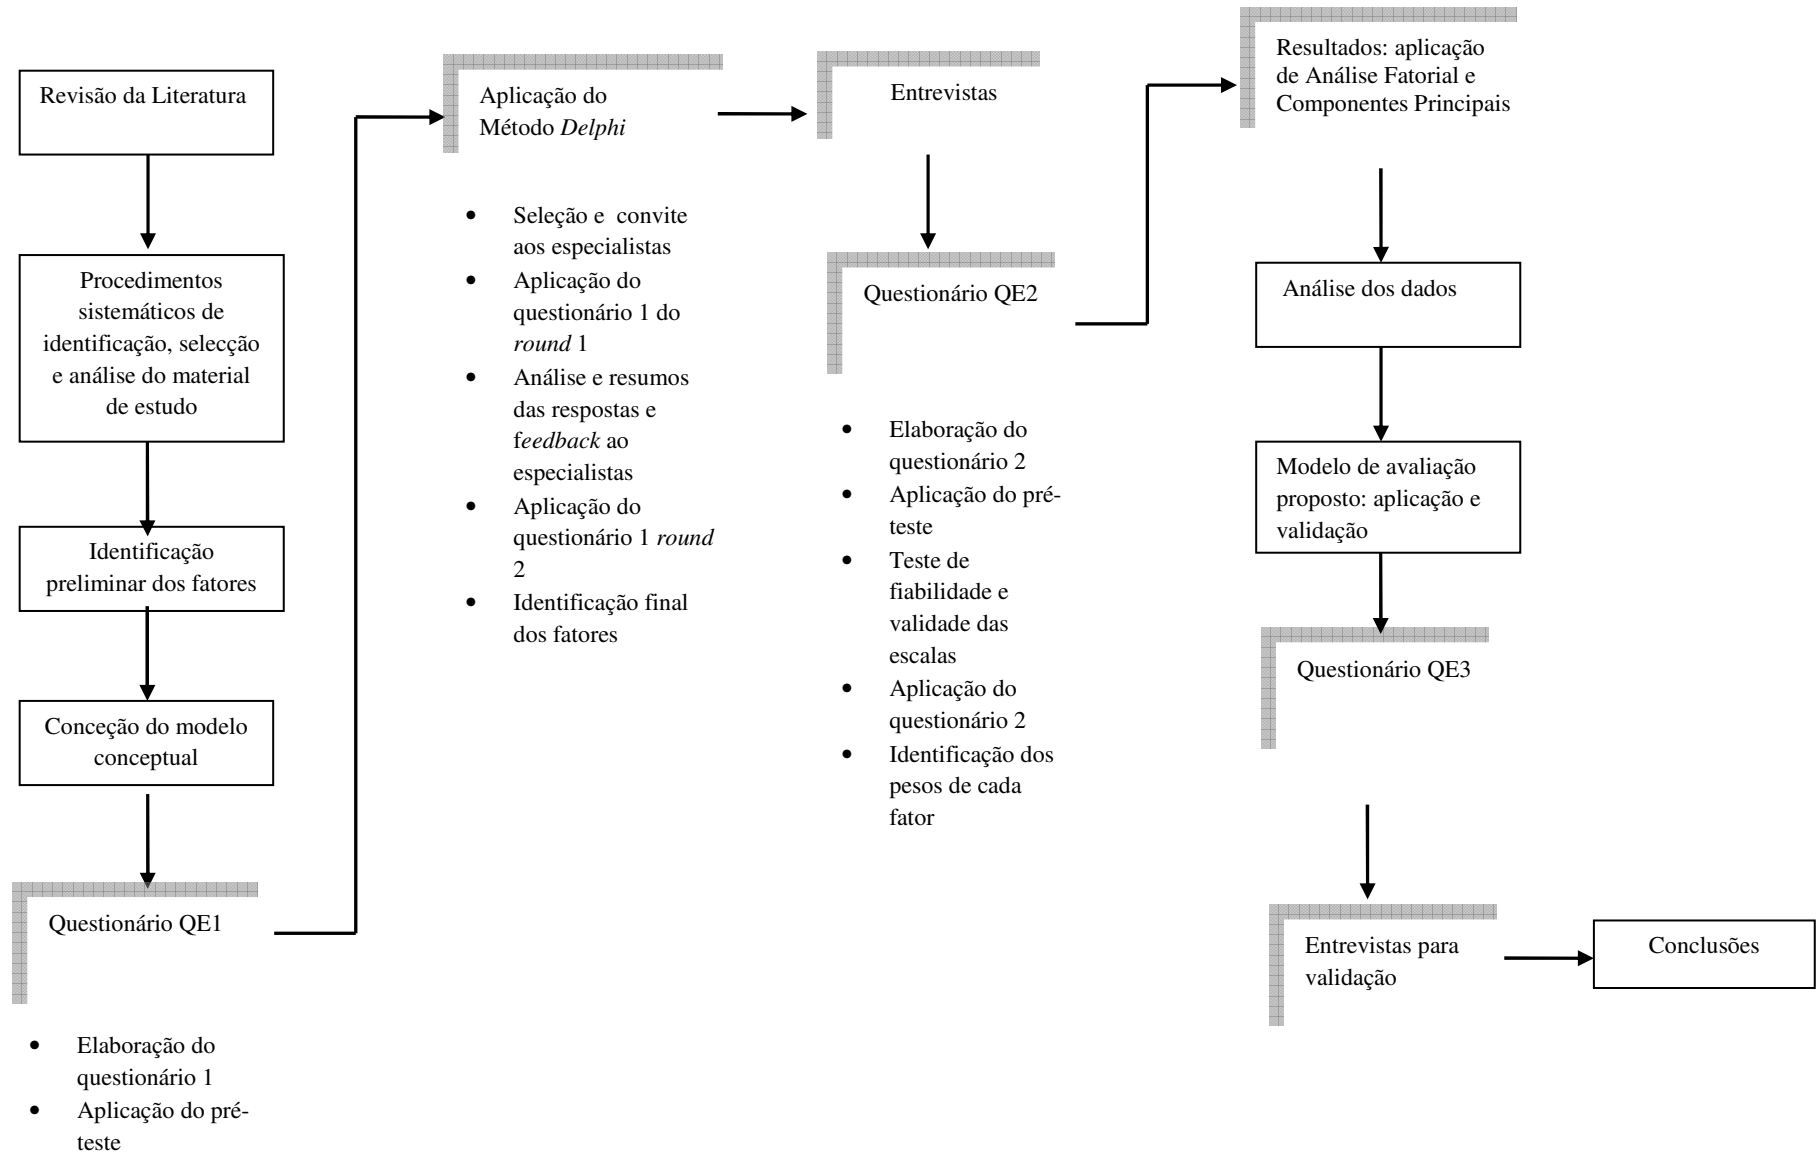 Revisão da Literatura
Procedimentos
sistemáticos de
identificação, selecção
e análise do material
de estudo
Identificação
preliminar dos fatores
Conceção do modelo
conceptual
Questionário QE1
• Elaboração do
questionário 1
• Aplicação do pré-
teste
Aplicação do
Método Delphi
• Seleção e convite
aos especialistas
• Aplicação do
questionário 1 do
round 1
• Análise e resumos
das respostas e
feedback ao
especialistas
• Aplicação do
questionário 1 round
2
• Identificação final
dos fatores
Entrevistas
Questionário QE2
• Elaboração do
questionário 2
• Aplicação do pré-
teste
• Teste de
fiabilidade e
validade das
escalas
• Aplicação do
questionário 2
• Identificação dos
pesos de cada
fator
Resultados: aplicação
de Análise Fatorial e
Componentes Principais
Análise dos dados
Modelo de avaliação
proposto: aplicação e
validação
Questionário QE3
Entrevistas para
validação
Conclusões